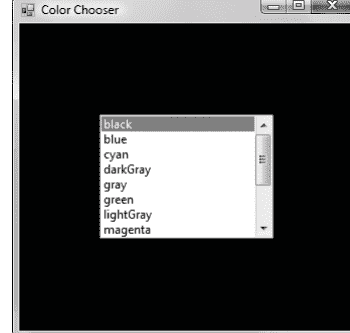 Color Chooser
black
blue
cyan
darkGray
gray
green
lightGray
magenta